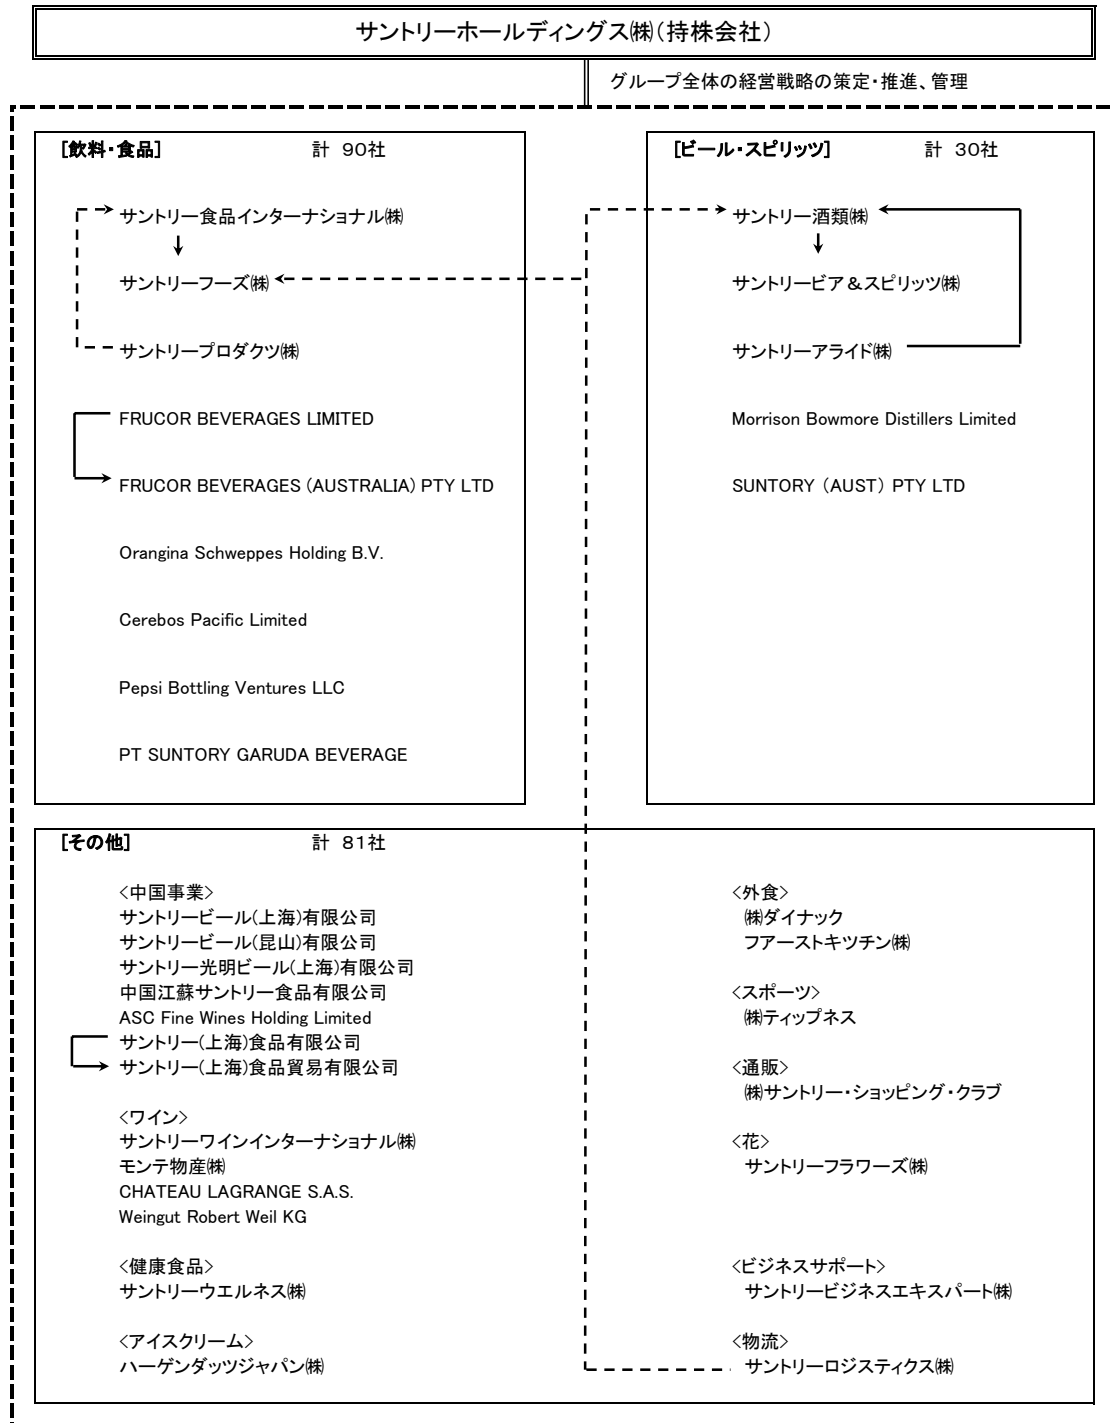 サントリーホールディングス㈱（持株会社）
グループ全体の経営戦略の策定・推進、管理
[飲料・食品] 計 90社
サントリー食品インターナショナル㈱
サントリーフーズ㈱
サントリープロダクツ㈱
FRUCOR BEVERAGES LIMITED
FRUCOR BEVERAGES (AUSTRALIA) PTY LTD
Orangina Schweppes Holding B.V.
Cerebos Pacific Limited
Pepsi Bottling Ventures LLC
PT SUNTORY GARUDA BEVERAGE
[ビール・スピリッツ] 計 30社
サントリー酒類㈱
サントリービア＆スピリッツ㈱
サントリーアライド㈱
Morrison Bowmore Distillers Limited
SUNTORY (AUST) PTY LTD
[その他] 計 81社
<中国事業>
サントリービール(上海)有限公司
サントリービール(昆山)有限公司
サントリー光明ビール(上海)有限公司
中国江蘇サントリー食品有限公司
ASC Fine Wines Holding Limited
サントリー(上海)食品有限公司
サントリー(上海)食品貿易有限公司
<ワイン>
サントリーワインインターナショナル㈱
モンテ物産㈱
CHATEAU LAGRANGE S.A.S.
Weingut Robert Weil KG
<健康食品>
サントリーウエルネス㈱
<アイスクリーム>
ハーゲンダッツジャパン㈱
<外食>
㈱ダイナック
フアーストキツチン㈱
<スポーツ>
㈱ティップネス
<通販>
㈱サントリー・ショッピング・クラブ
<花>
サントリーフラワーズ㈱
<ビジネスサポート>
サントリービジネスエキスパート㈱
<物流>
サントリーロジスティクス㈱